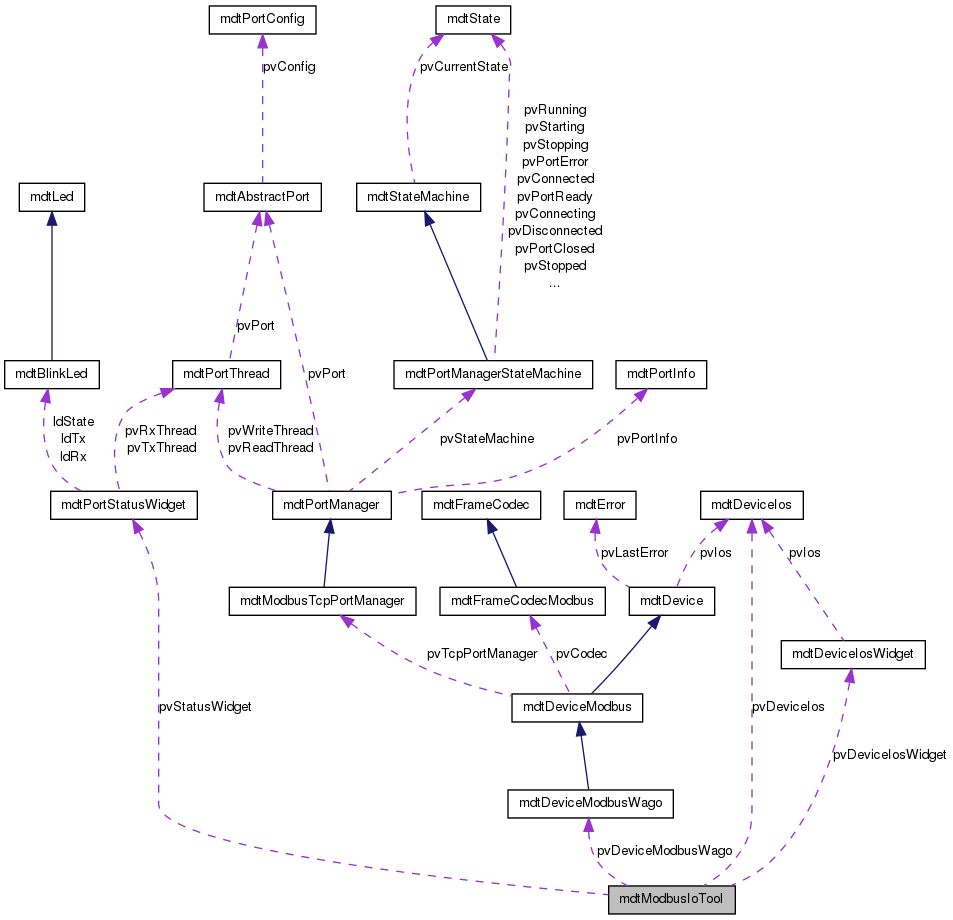 mdtPortConfig
mdtState
pvConfig
pvCurrentState
pvRunning
pvStarting
pvStopping
pvPortError
pvConnected
pvPortReady
pvConnecting
pvDisconnected
pvPortClosed
pvStopped
...
mdtLed
mdtAbstractPort
mdtStateMachine
pvPort
pvPort
mdtBlinkLed
mdtPortThread
mdtPortManagerStateMachine
mdtPortInfo
ldState
ldTx
ldRx
pvRxThread
pvTxThread
pvWriteThread
pvReadThread
pvStateMachine
pvPortInfo
mdtPortStatusWidget
mdtPortManager
mdtFrameCodec
mdtError
mdtDeviceIos
pvLastError
pvIos
pvIos
mdtModbusTcpPortManager
mdtFrameCodecModbus
mdtDevice
mdtDeviceIosWidget
pvTcpPortManager
pvCodec
pvStatusWidget
mdtDeviceModbus
pvDeviceIos
pvDeviceIosWidget
mdtDeviceModbusWago
pvDeviceModbusWago
mdtModbusIoTool